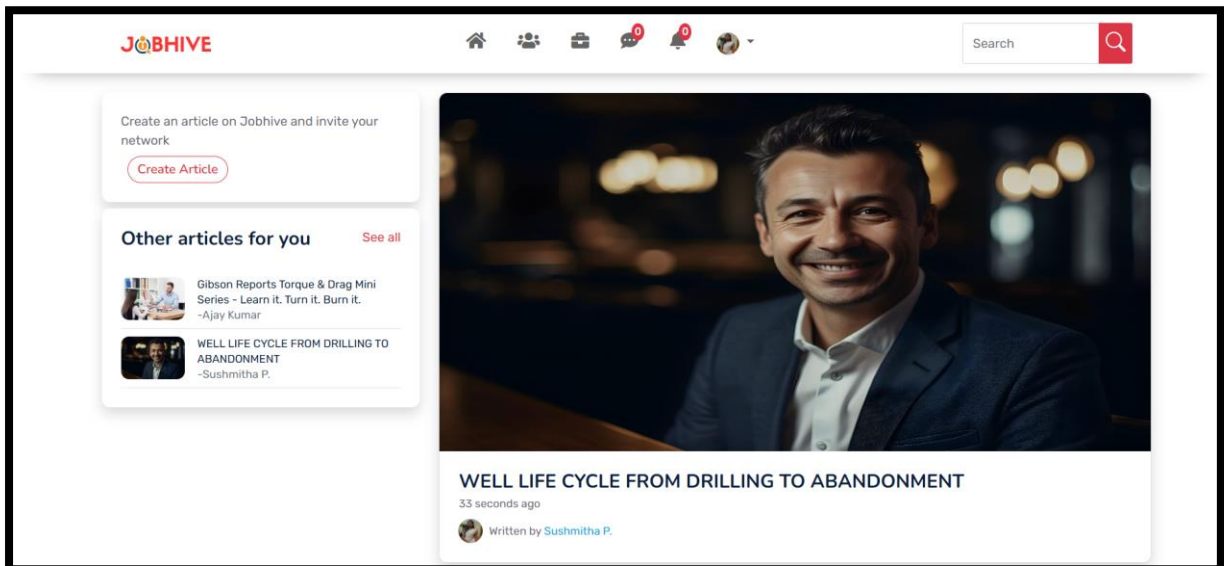 JOBHIVE
0
0
Search
Create an article on Jobhive and invite your
network
Create Article
Other articles for you
See all
Gibson Reports Torque & Drag Mini
Series - Learn it. Turn it. Burn it.
-Ajay Kumar
WELL LIFE CYCLE FROM DRILLING TO
ABANDONMENT
-Sushmitha P.
WELL LIFE CYCLE FROM DRILLING TO ABANDONMENT
33 seconds ago
Written by Sushmitha P.